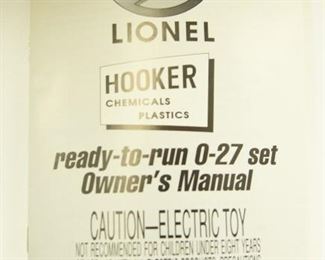 LIONEL
HOOKER
CHEMICALS
PLASTICS
ready-to-run 0-27 set
Owner's Manual
CAUTION—ELECTRIC TOY
NOT RECOMMENDED FOR CHILDREN UNDER EIGHT YEARS